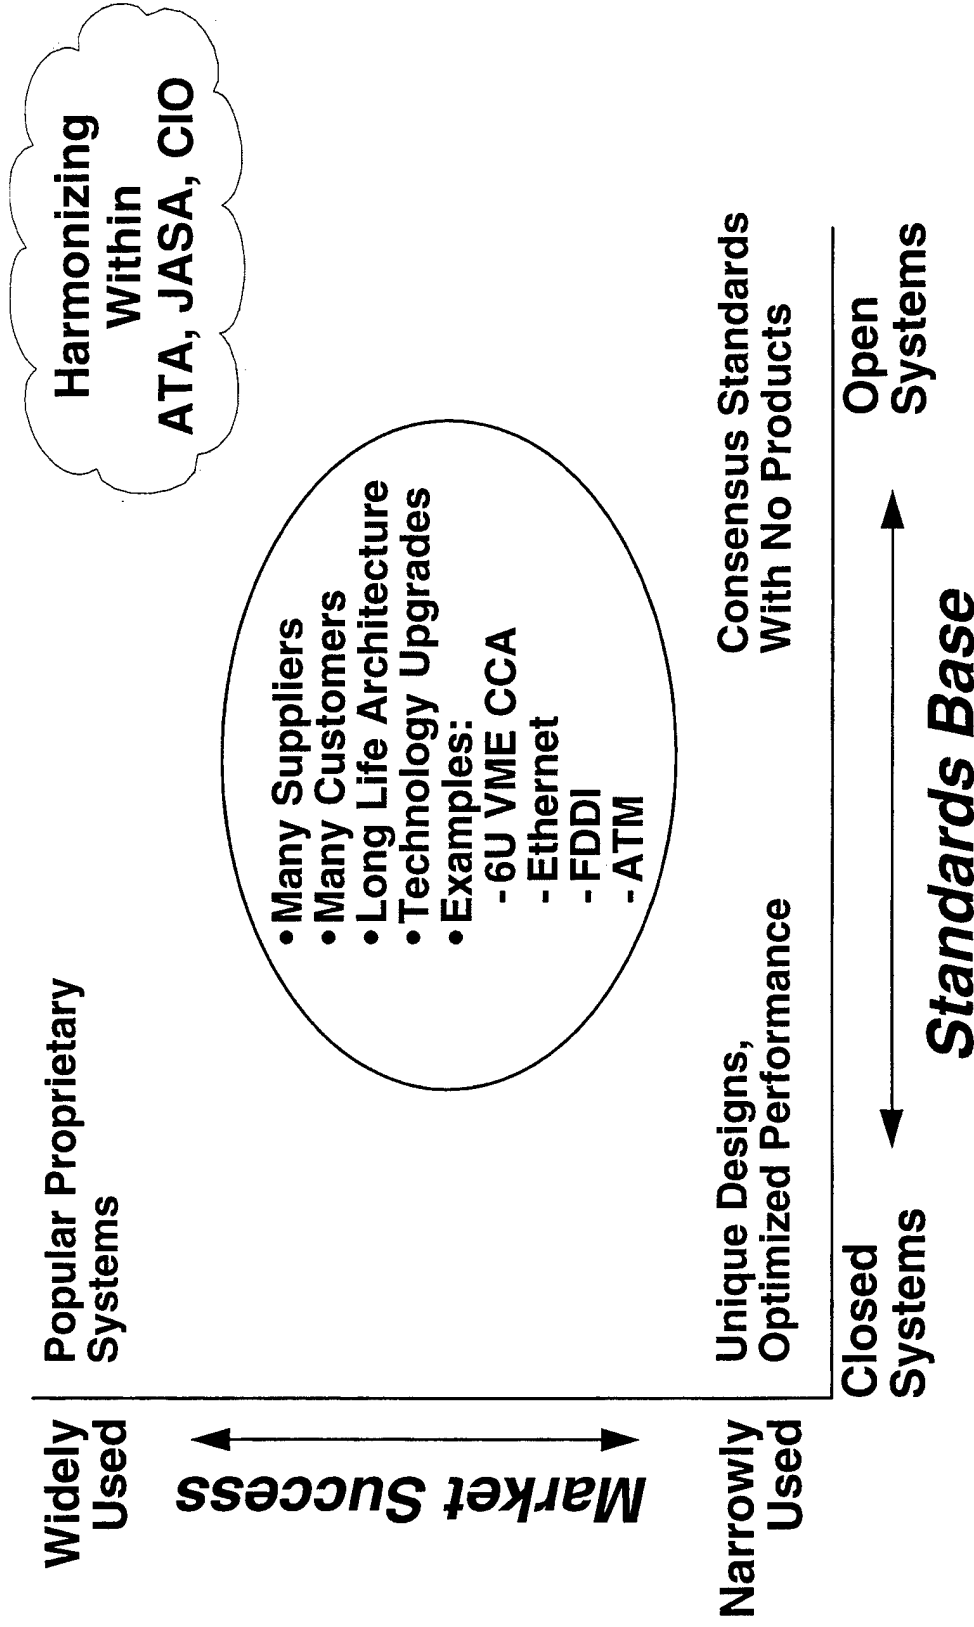 Harmonizing
Within
ATA, JASA, CIO
Widely
Used
Popular Proprietary
Systems
•Many Suppliers
•Many Customers
•Long Life Architecture
•Technology Upgrades
•Examples:
- 6U VME CCA
- Ethernet
- FDDI
- ATM
Market Success
Narrowly
Used
Unique Designs,
Optimized Performance
Consensus Standards
With No Products
Closed
Systems
Open
Systems
Standards Base